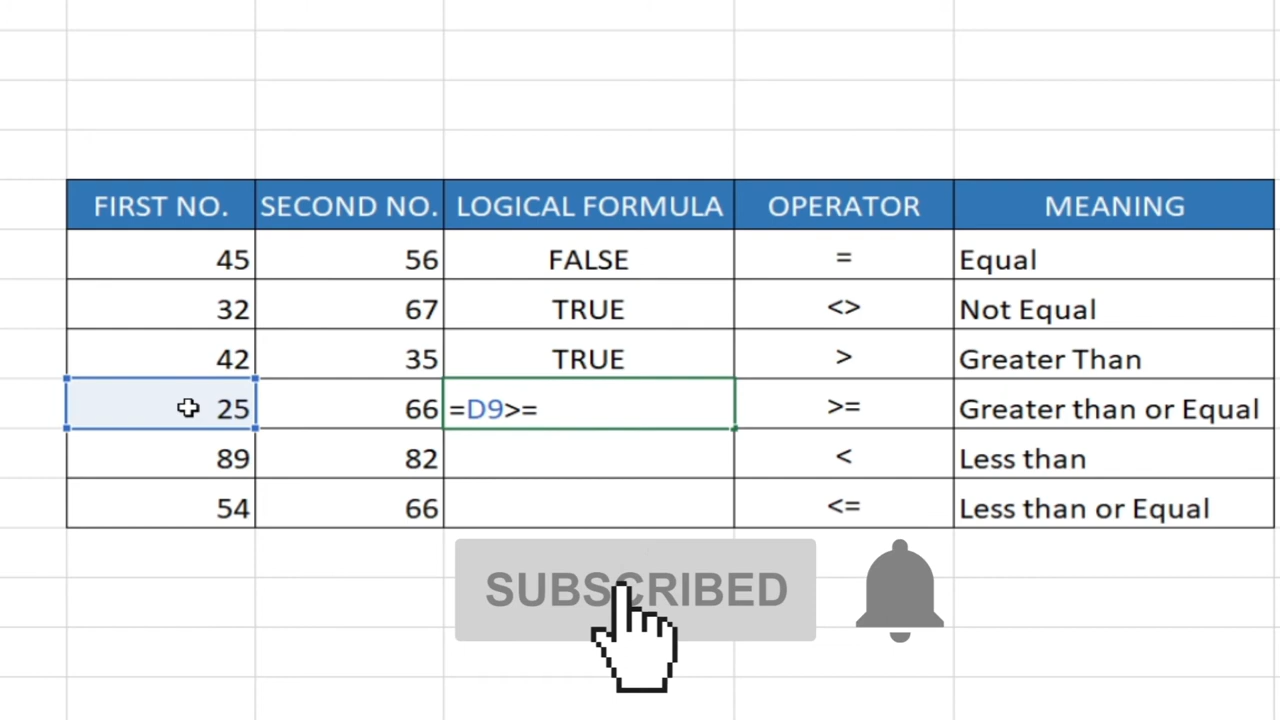 FIRST NO. SECOND NO. LOGICAL FORMULA OPERATOR MEANING
45 56 FALSE = Equal
32 67 TRUE <> Not Equal
42 35 TRUE > Greater Than
25 66 =D9>= >= Greater than or Equal
89 82 < Less than
54 66 <= Less than or Equal
SUBSCRIBED